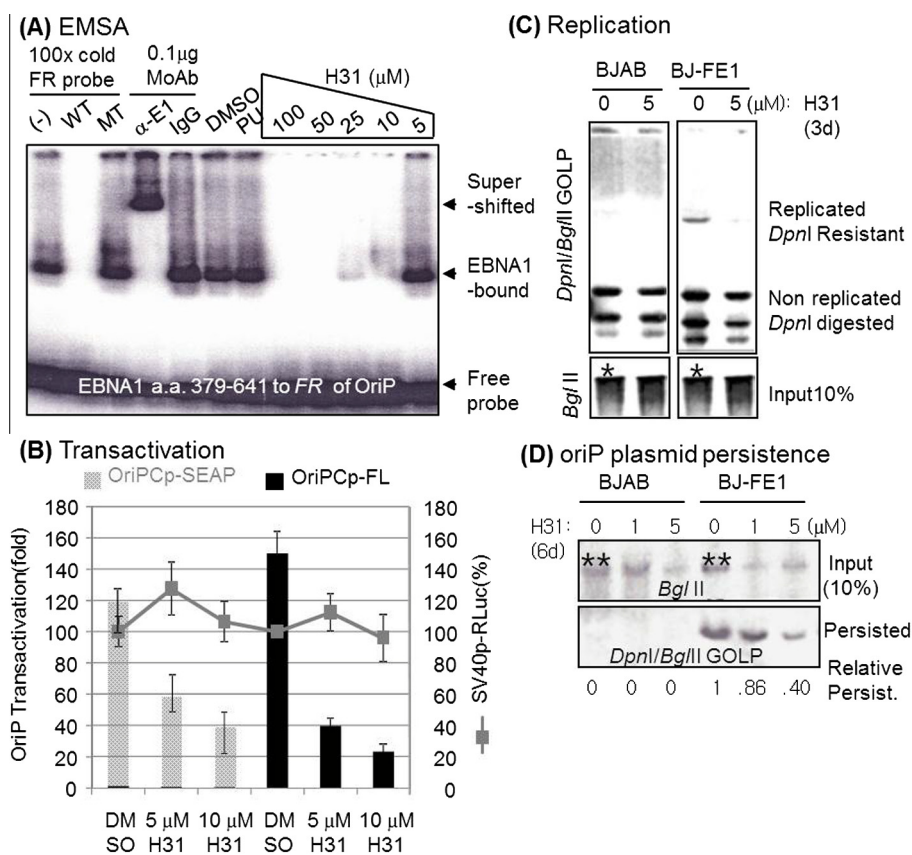 (A) EMSA
100x cold
FR probe
0.1μg
MoAb
H31 (μM)
(-) WT MT α-E1 IgG DMSO PU 100 50 25 10 5
Super
-shifted
EBNA1
-bound
Free
probe
EBNA1 a.a. 379-641 to FR of OriP
(B) Transactivation
OriPCp-SEAP OriPCp-FL
OriP Transactivation(fold)
180
160
140
120
100
80
60
40
20
0
180
160
140
120
100
80
60
40
20
0
SV40p-RLuc(%)
DM 5 μM 10 μM DM 5 μM 10 μM
SO H31 H31 SO H31 H31
(C) Replication
BJAB BJ-FE1
0 5 0 5 (μM): H31
(3d)
DpnI/BglII GOLP
Replicated
DpnI Resistant
Non replicated
DpnI digested
Bgl II
* *
Input10%
(D) oriP plasmid persistence
BJAB BJ-FE1
H31: 0 1 5 0 1 5 (μM)
(6d)
** **
Bgl II
Input
(10%)
Persisted
DpnI/BglII GOLP
Relative
Persist.
0 0 0 1 .86 .40